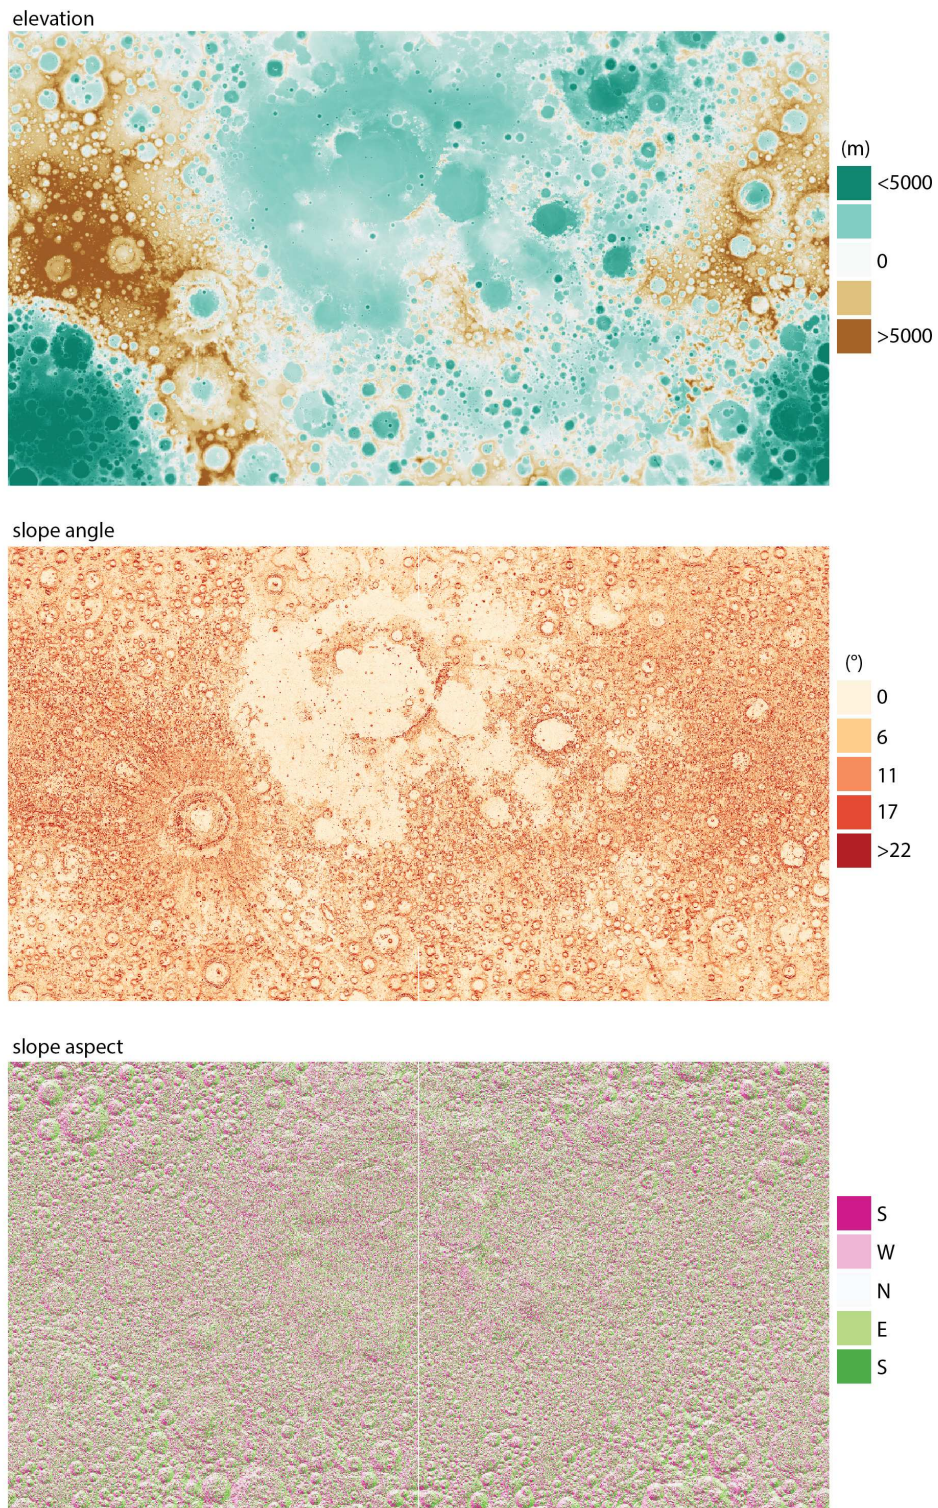 elevation
(m)
<5000
0
>5000
slope angle
(°)
0
6
11
17
>22
slope aspect
S
W
N
E
S